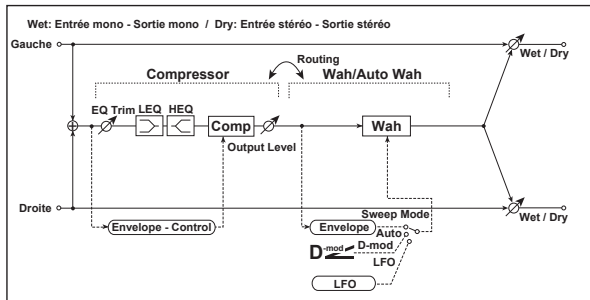 Wet: Entrée mono - Sortie mono / Dry: Entrée stéréo - Sortie stéréo
Gauche
Wet / Dry
Routing
Compressor
Wah/Auto Wah
EQ Trim
LEQ
HEQ
Comp
Wah
Output Level
Droite
Wet / Dry
Sweep Mode
Envelope - Control
Envelope
Auto
D-mod
D-mod
LFO
LFO